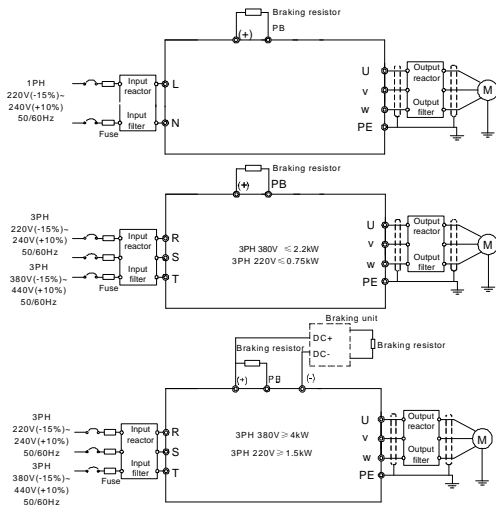 Braking resistor
(+)
PB
1PH
220V(-15%)~
240V(+10%)
50/60Hz
Fuse
Input
reactor
Input
filter
L
N
U
v
w
PE
Output
reactor
Output
filter
M
Braking resistor
(+)
PB
3PH
220V(-15%)~
240V(+10%)
50/60Hz
3PH
380V(-15%)~
440V(+10%)
50/60Hz
Fuse
Input
reactor
Input
filter
R
S
T
3PH 380V ≤2.2kW
3PH 220V≤0.75kW
U
v
w
PE
Output
reactor
Output
filter
M
Braking unit
DC+
DC-
Braking resistor
Braking resistor
(+)
PB
(-)
3PH
220V(-15%)~
240V(+10%)
50/60Hz
3PH
380V(-15%)~
440V(+10%)
50/60Hz
Fuse
Input
reactor
Input
filter
R
S
T
3PH 380V≥4kW
3PH 220V≥1.5kW
U
v
w
PE
Output
reactor
Output
filter
M